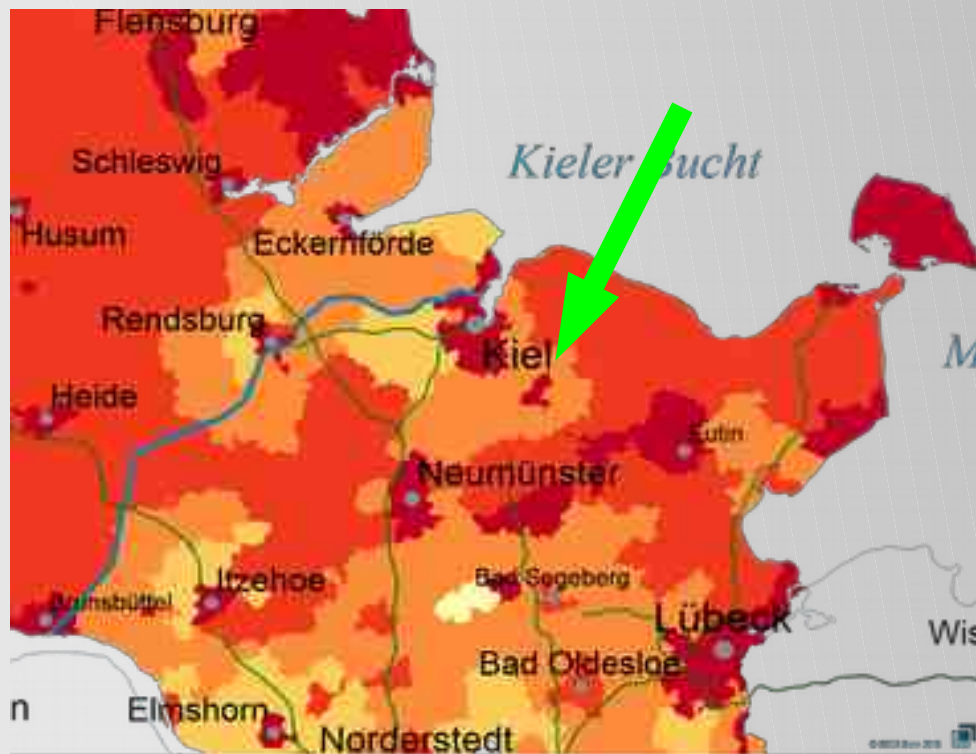 Flensburg
Schleswig
Kieler Bucht
Husum
Eckernförde
Rendsburg
Kiel
M
Heide
Eutin
Neumünster
Itzehoe
Bad Segeberg
Brunsbüttel
Lübeck
Wis
Bad Oldesloe
n
Elmshorn
Norderstedt